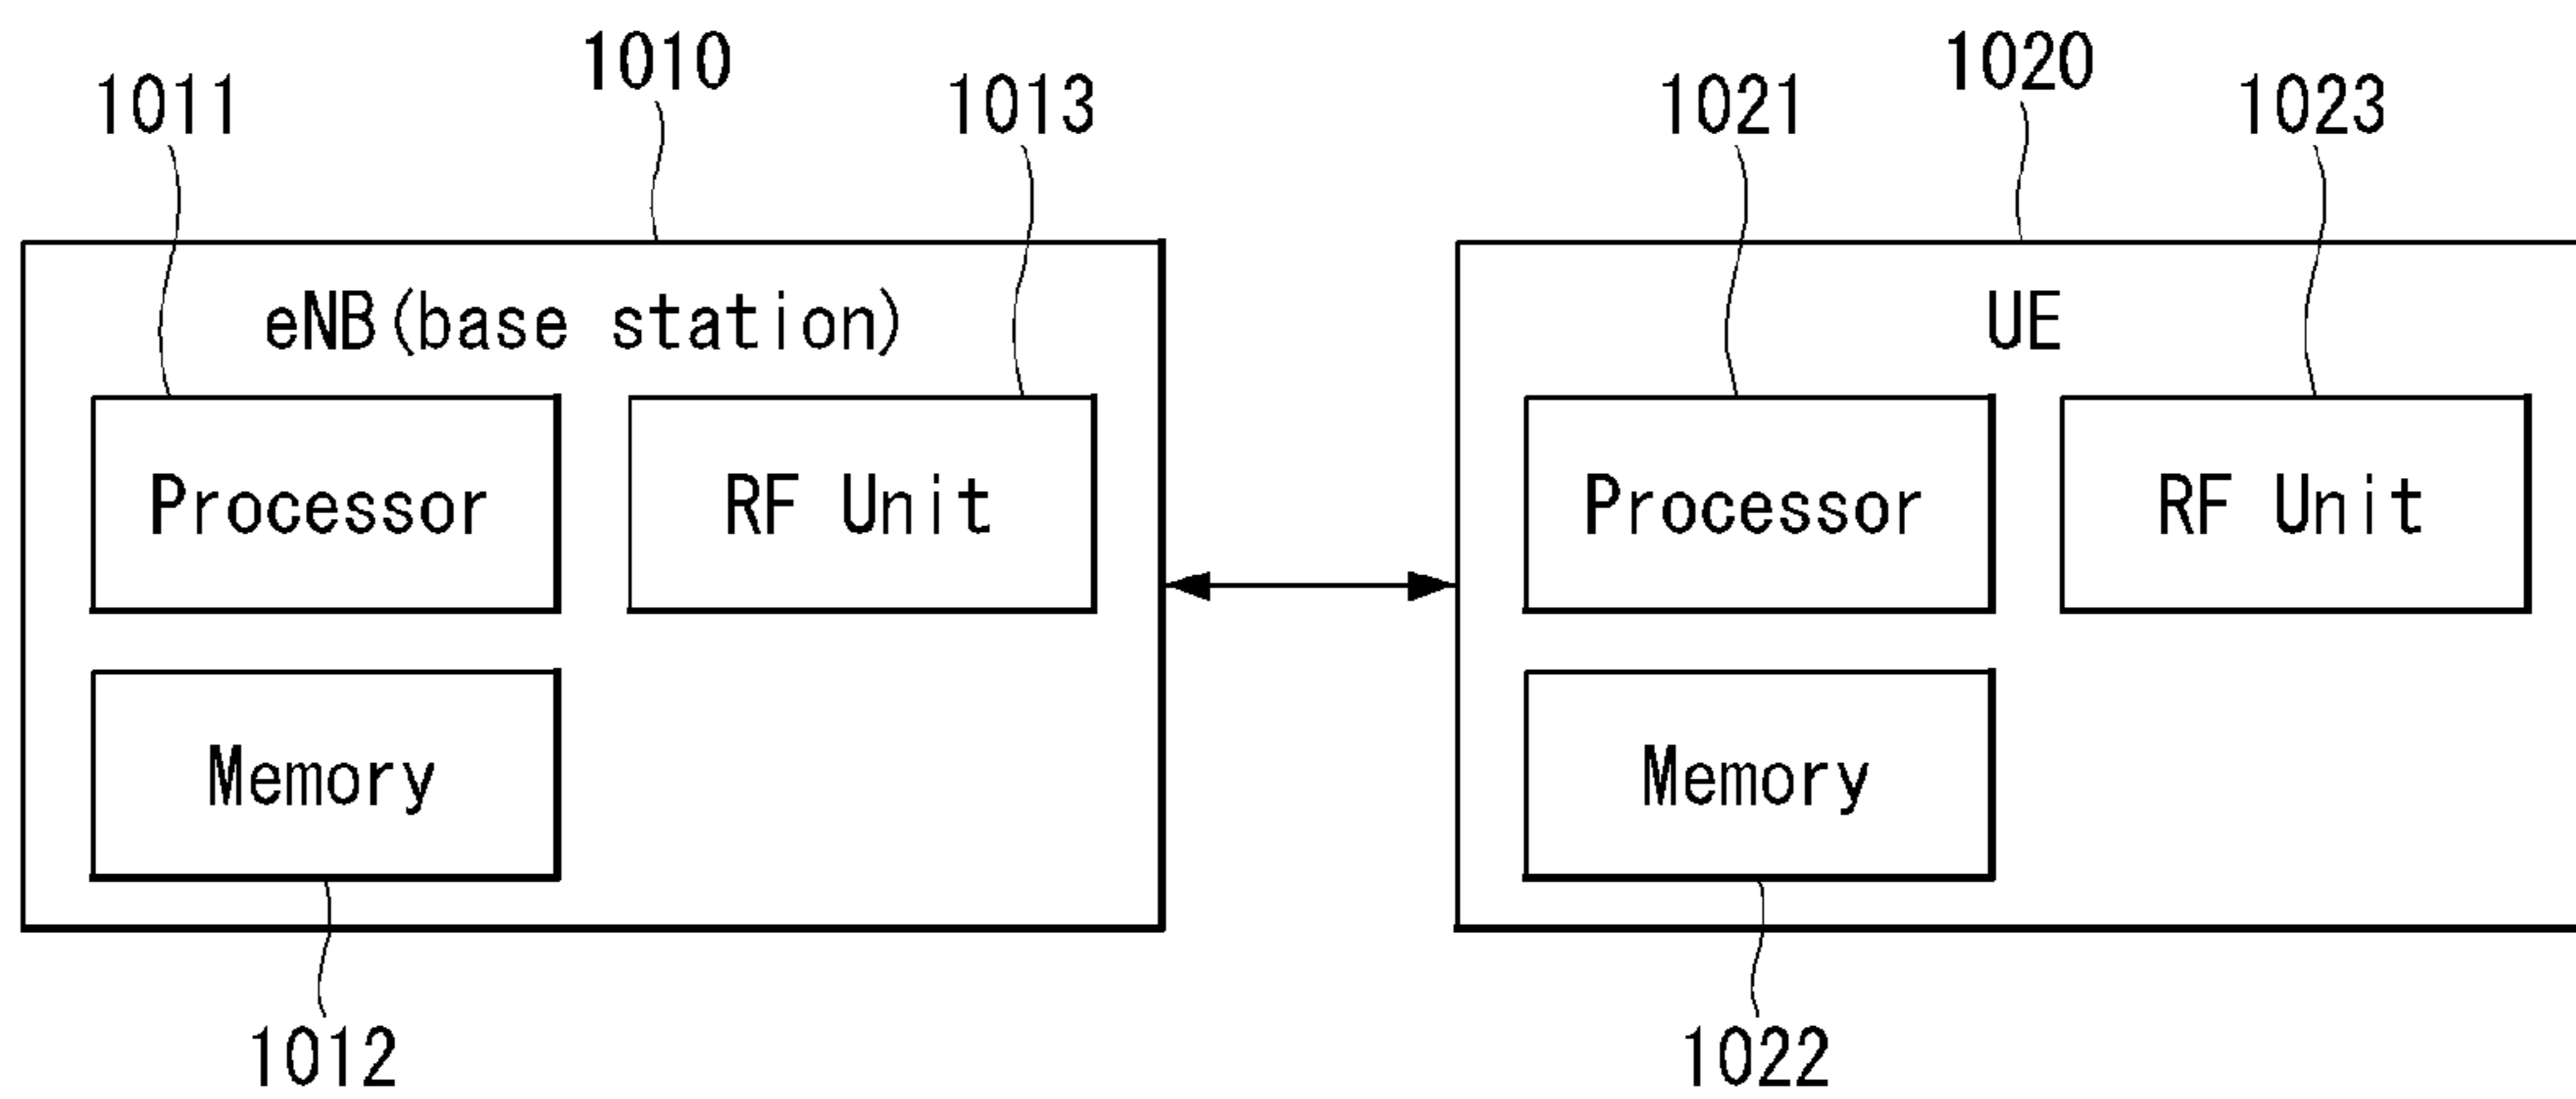 1010
1020
1011
1013
1021
1023
eNB(base station)
UE
Processor
RF Unit
Processor
RF Unit
Memory
Memory
1012
1022